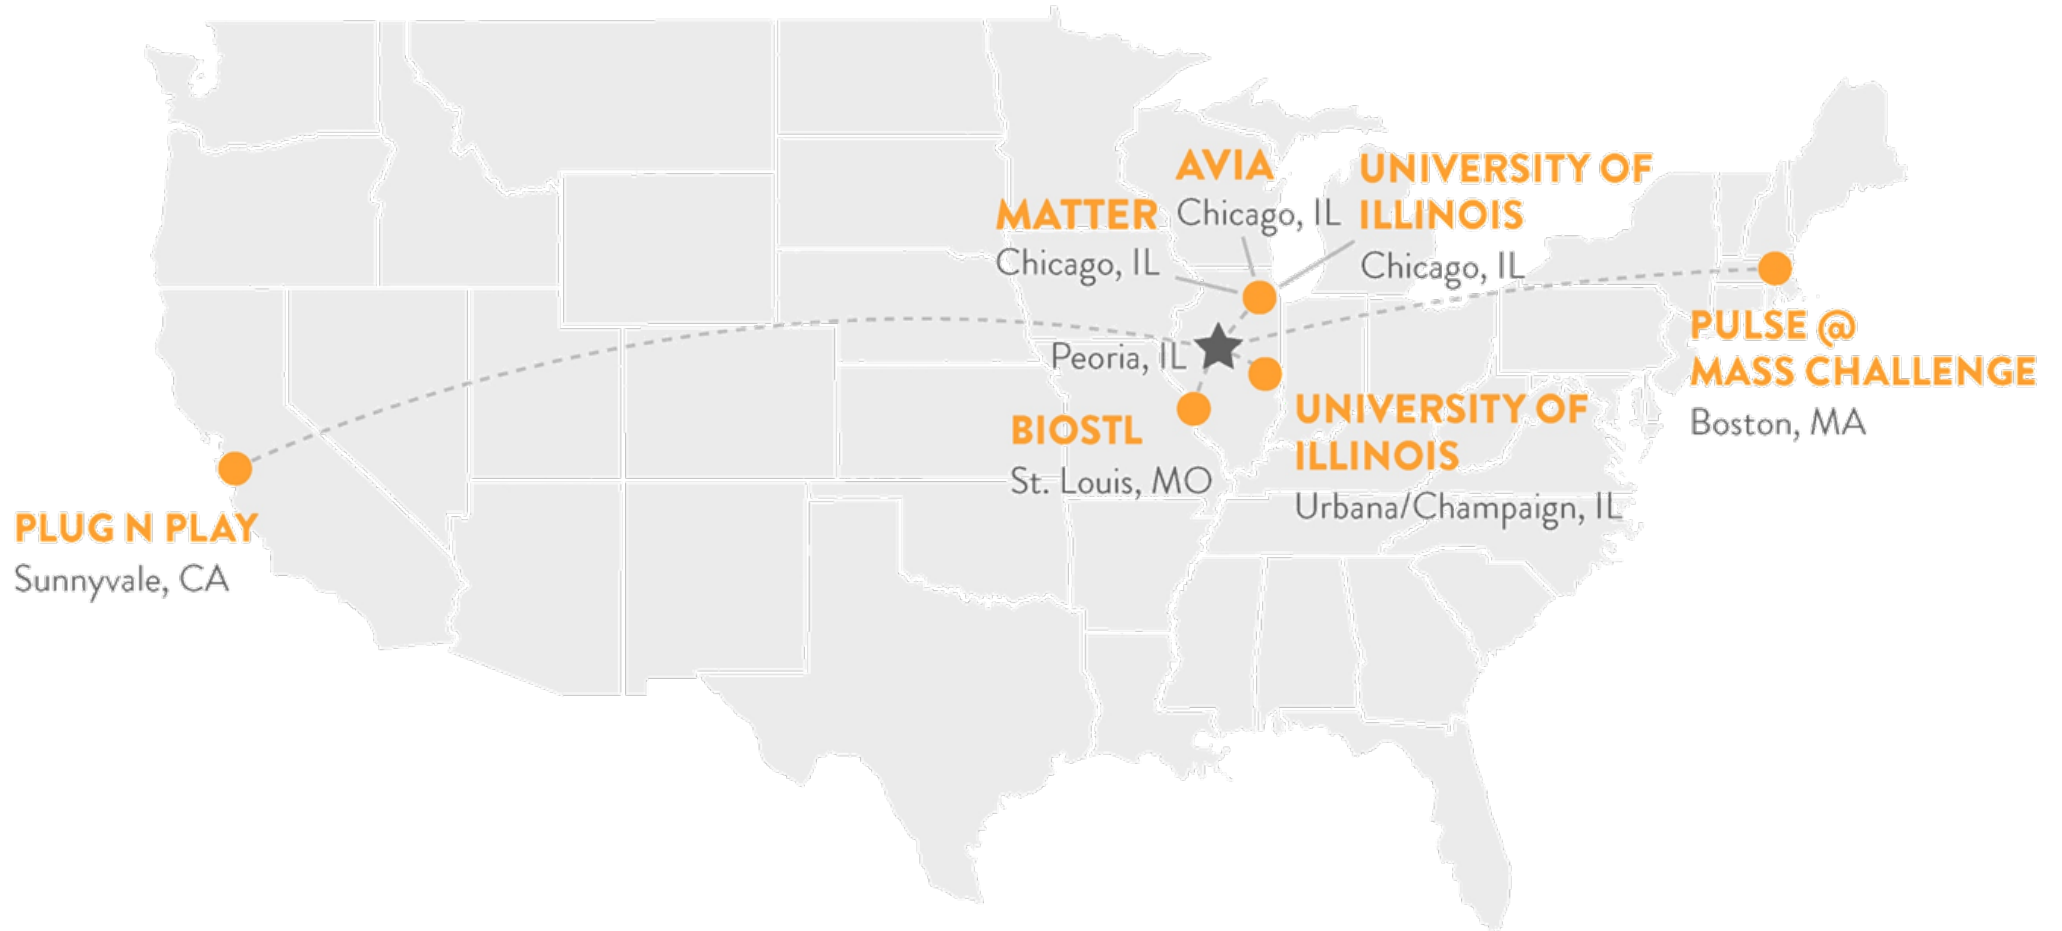 AVIA
Chicago, IL
UNIVERSITY OF
ILLINOIS
Chicago, IL
MATTER
Chicago, IL
Peoria, IL
PULSE @
MASS CHALLENGE
Boston, MA
BIOSTL
St. Louis, MO
UNIVERSITY OF
ILLINOIS
Urbana/Champaign, IL
PLUG N PLAY
Sunnyvale, CA